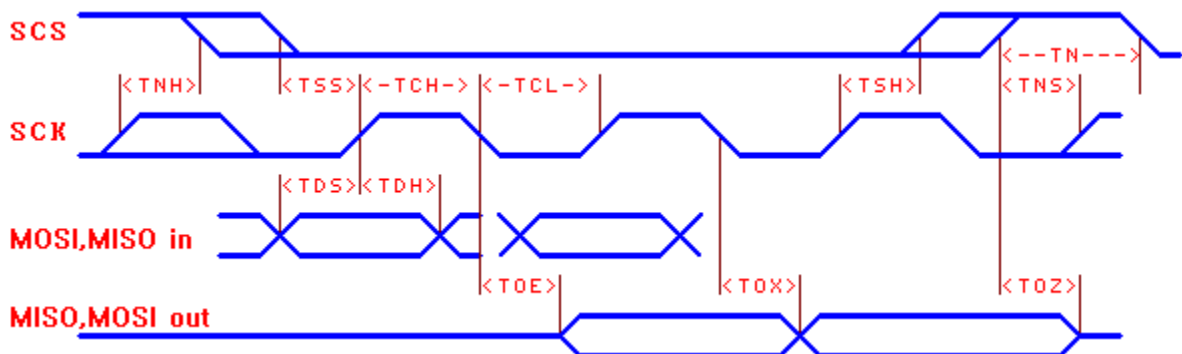 SCS
<--TN--->
<TNH> <TSS> <-TCH-> <-TCL-> <TSH> <TNS>
SCK
<TDS> <TDH>
MOSI,MISO in
<TOE> <TOX> <TOZ>
MISO,MOSI out